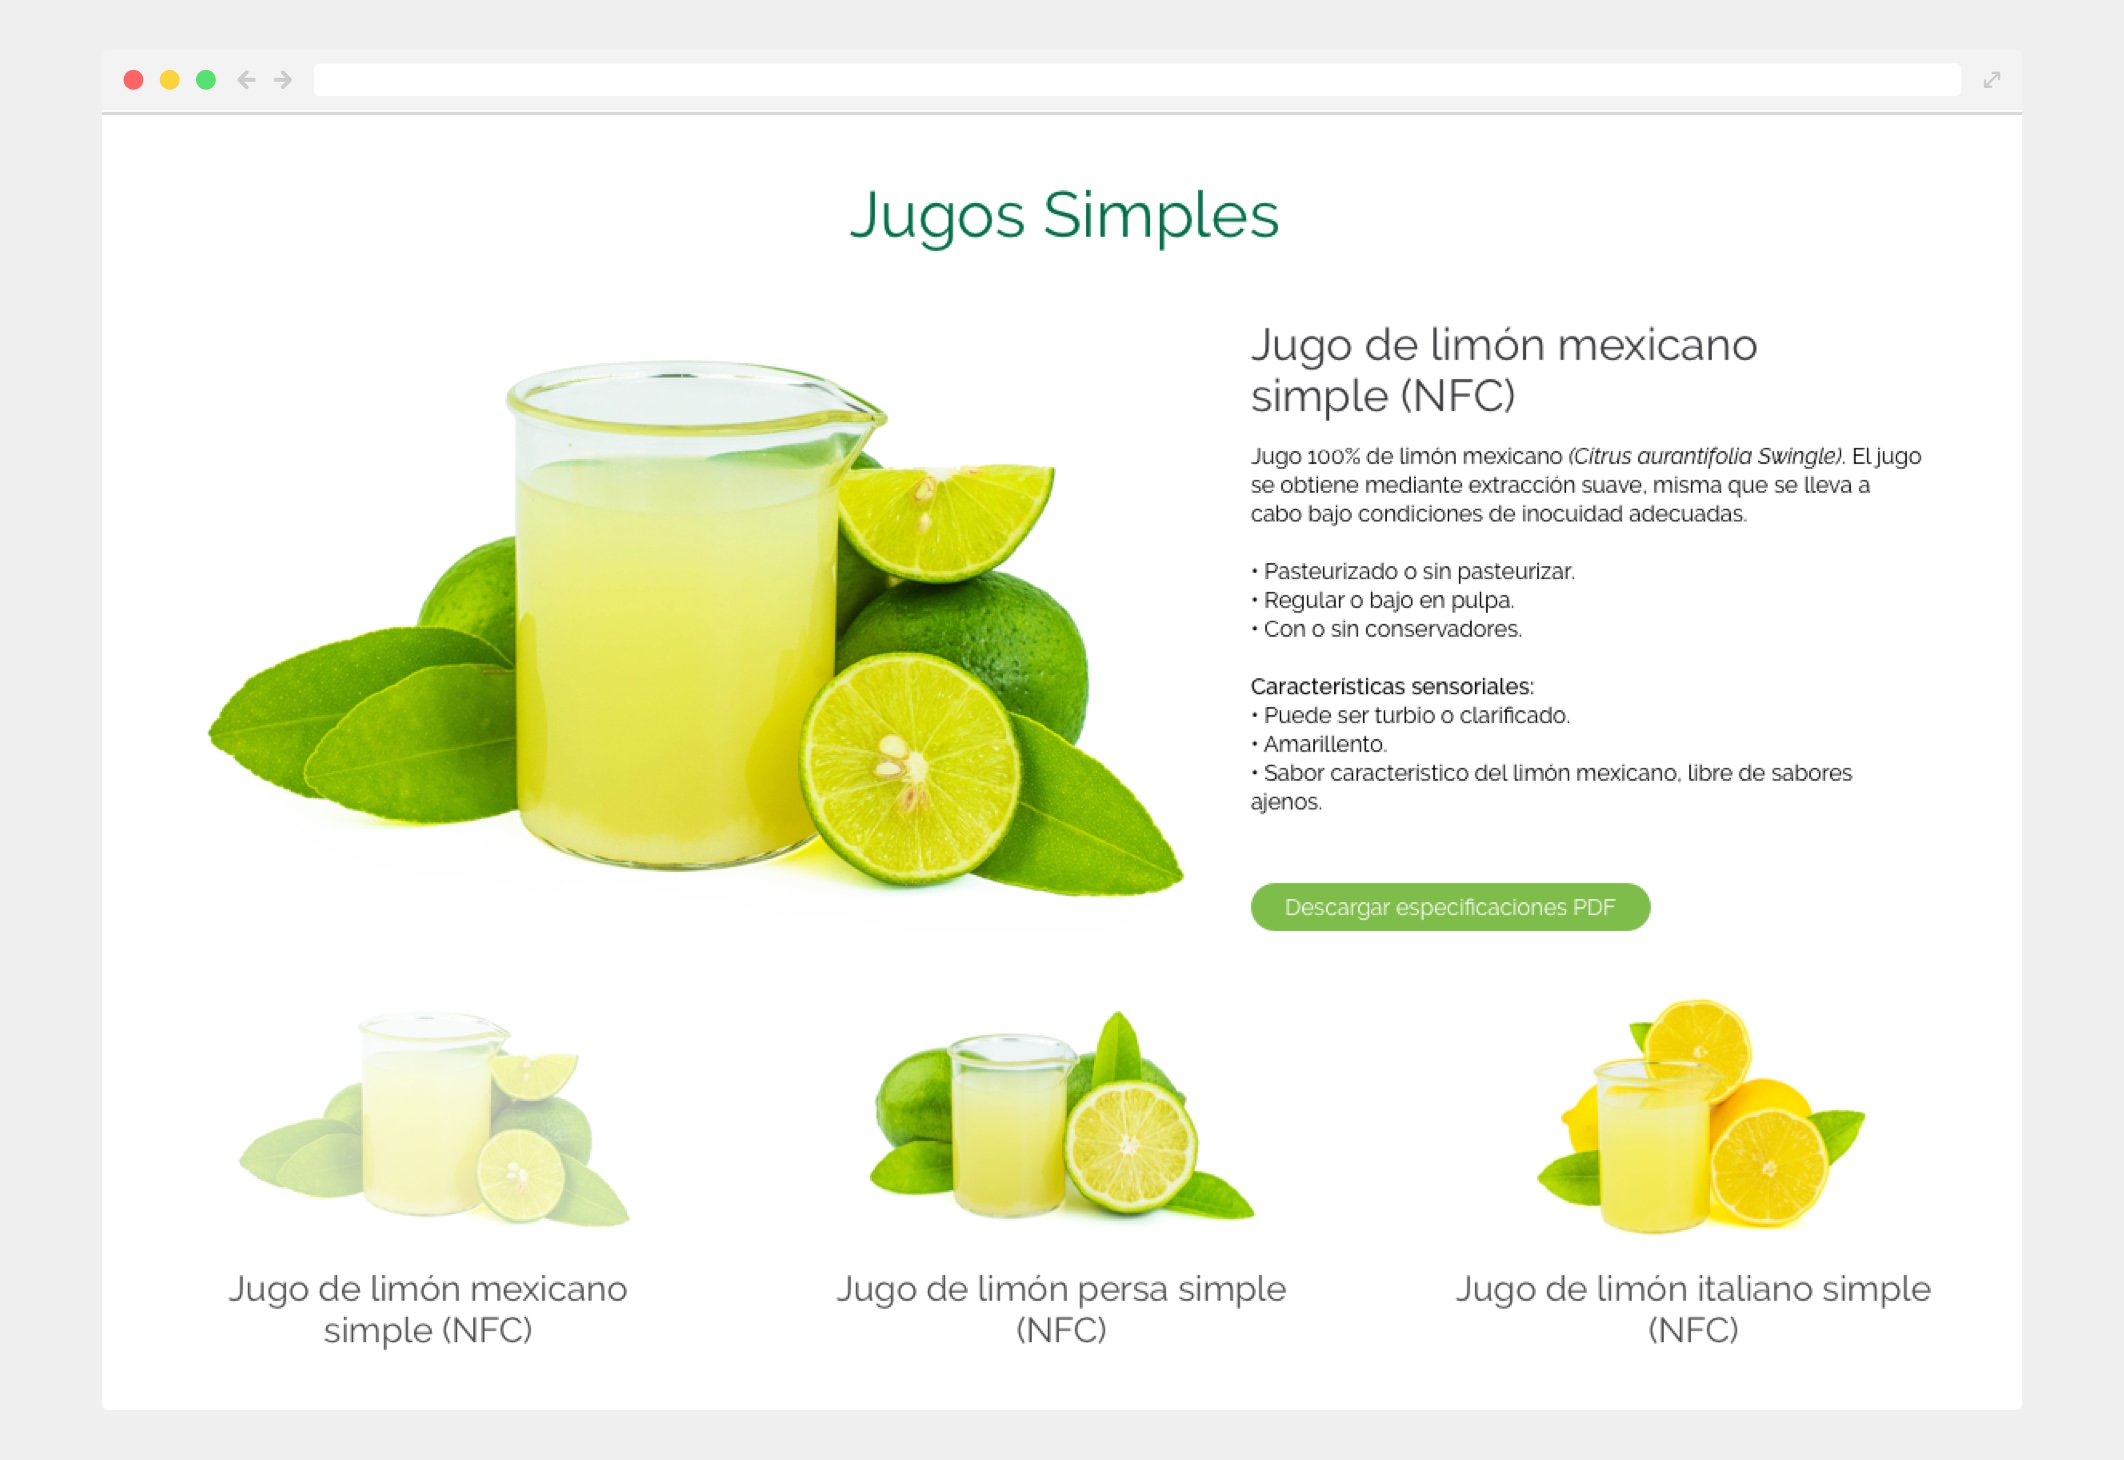 Jugos Simples
Jugo de limón mexicano
simple (NFC)
Jugo 100% de limón mexicano (Citrus aurantifolia Swingle). El jugo
se obtiene mediante extracción suave, misma que se lleva a
cabo bajo condiciones de inocuidad adecuadas.
• Pasteurizado o sin pasteurizar.
• Regular o bajo en pulpa.
• Con o sin conservadores.
Características sensoriales:
• Puede ser turbio o clarificado.
• Amarillento.
• Sabor característico del limón mexicano, libre de sabores
ajenos.
Descargar especificaciones PDF
Jugo de limón mexicano
simple (NFC)
Jugo de limón persa simple
(NFC)
Jugo de limón italiano simple
(NFC)